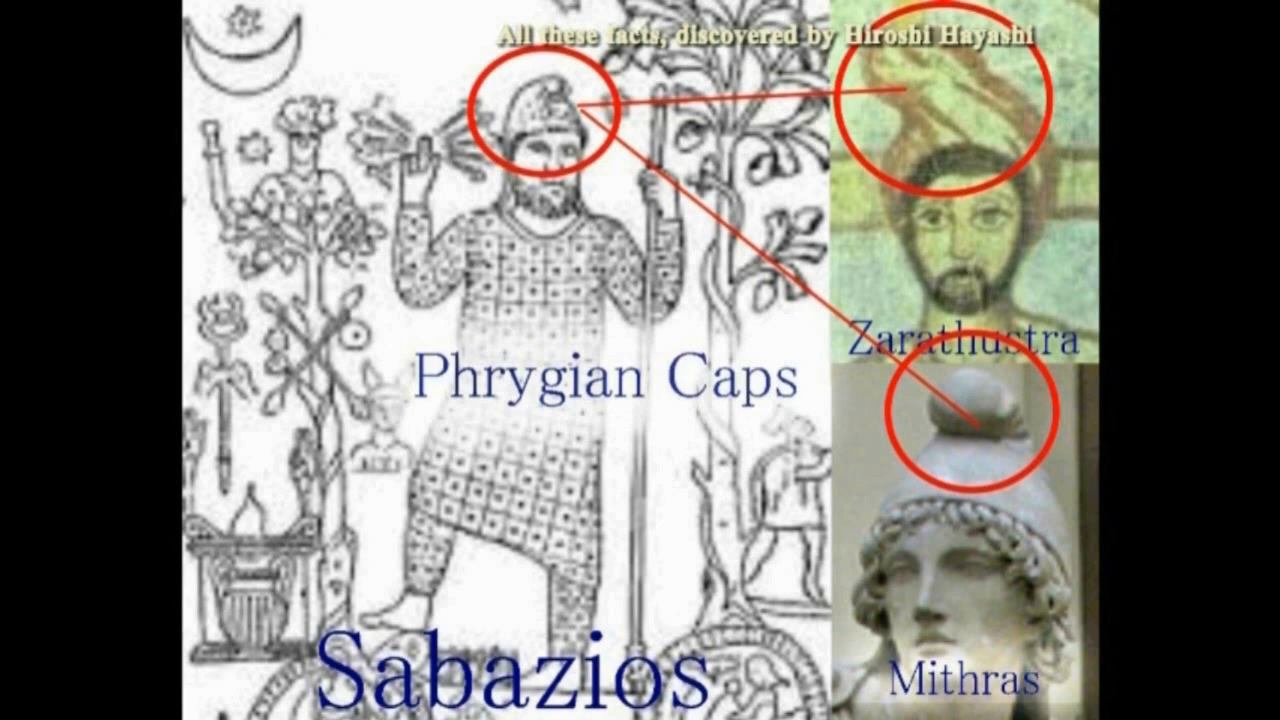 All these facts, discovered by Hiroshi Hayashi
Zarathustra
Phrygian Caps
Sabazios
Mithras